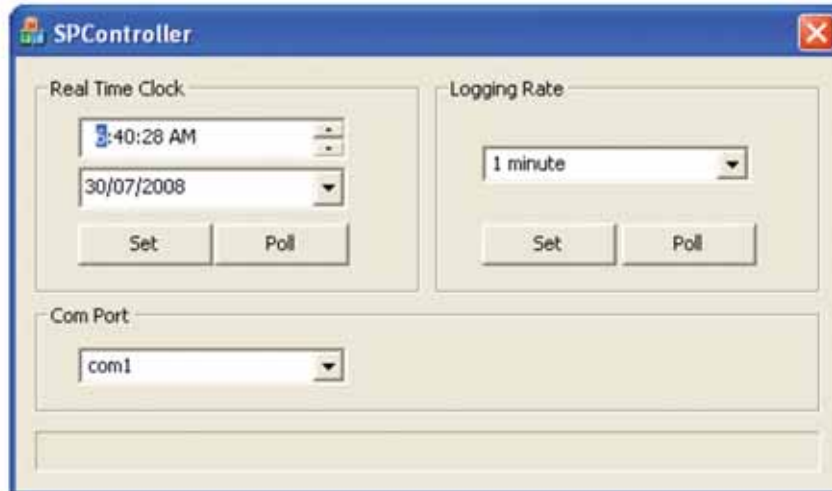 SPController
Real Time Clock
6:40:28 AM
30/07/2008
Set Poll
Logging Rate
1 minute
Set Poll
Com Port
com1